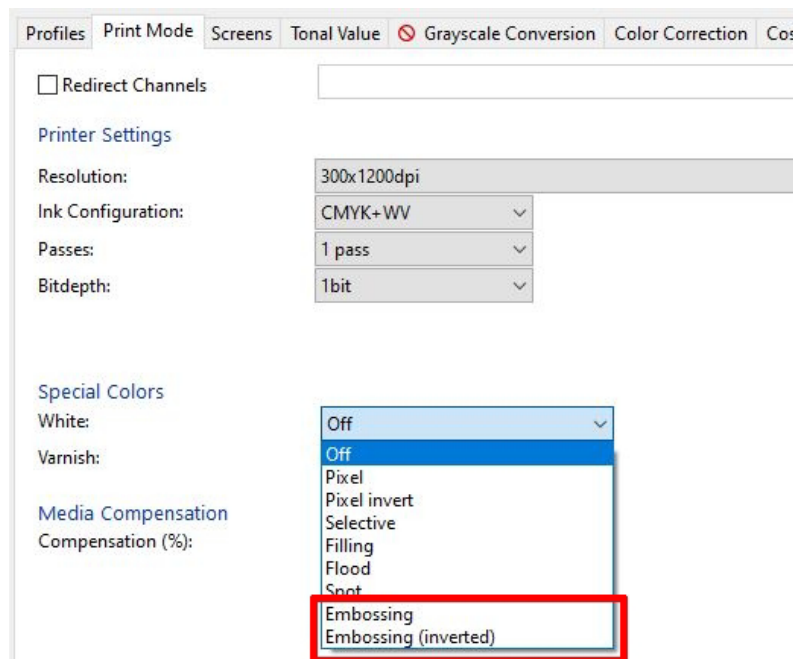 Profiles Print Mode Screens Tonal Value Grayscale Conversion Color Correction Cos
Redirect Channels
Printer Settings
Resolution: 300x1200dpi
Ink Configuration: CMYK+WV
Passes: 1 pass
Bitdepth: 1bit
Special Colors
White: Off
Varnish: Off
Pixel
Pixel invert
Selective
Media Compensation
Compensation (%): Filling
Flood
Spot
Embossing
Embossing (inverted)